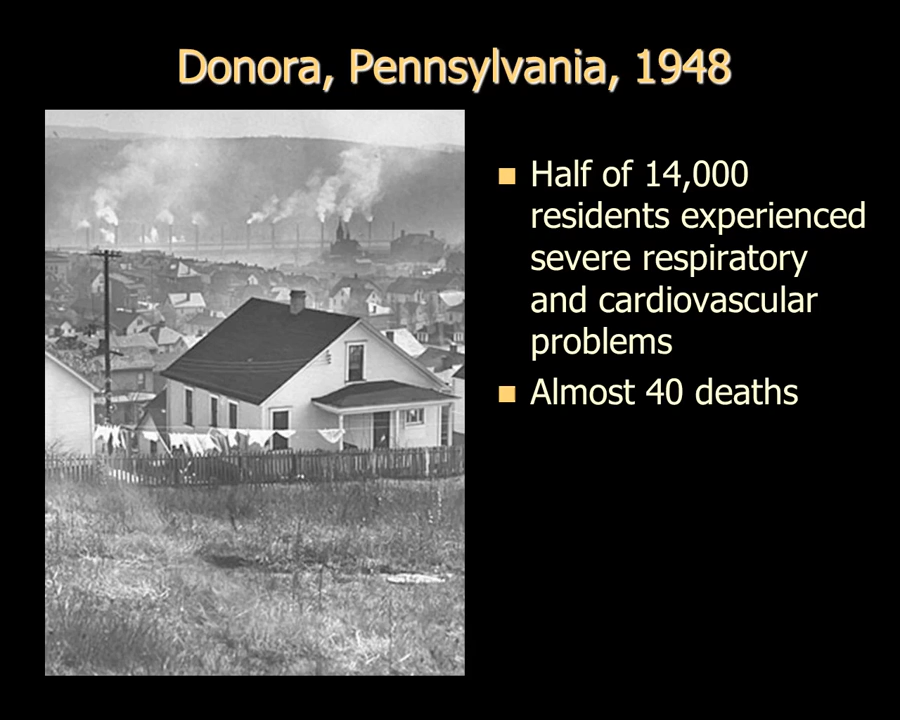 Donora, Pennsylvania, 1948
Half of 14,000
residents experienced
severe respiratory
and cardiovascular
problems
Almost 40 deaths